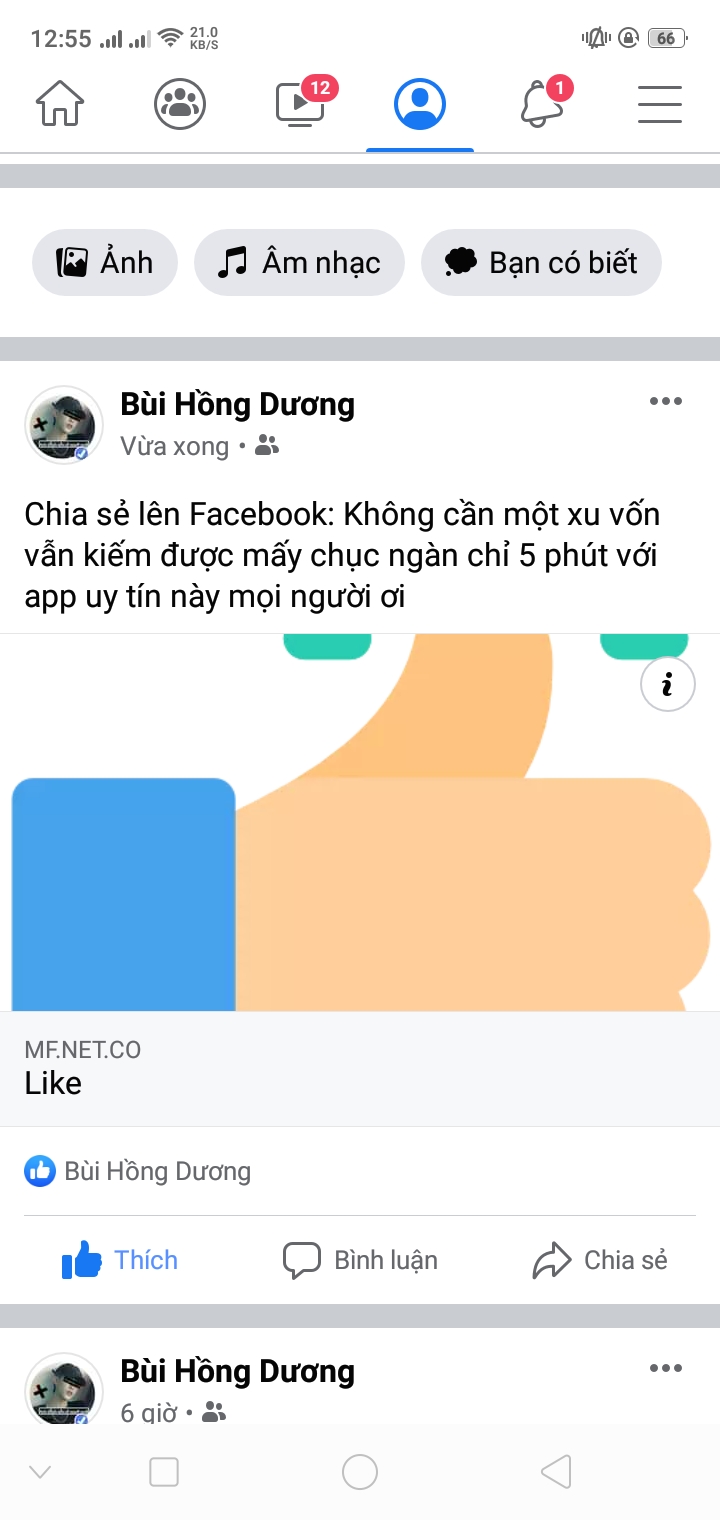 12:55
21.0
KB/S
66
12
1
Ảnh
Âm nhạc
Bạn có biết
Bùi Hồng Dương
Vừa xong
Chia sẻ lên Facebook: Không cần một xu vốn
vẫn kiếm được mấy chục ngàn chỉ 5 phút với
app uy tín này mọi người ơi
i
MF.NET.CO
Like
Bùi Hồng Dương
Thích
Bình luận
Chia sẻ
Bùi Hồng Dương
6 giờ